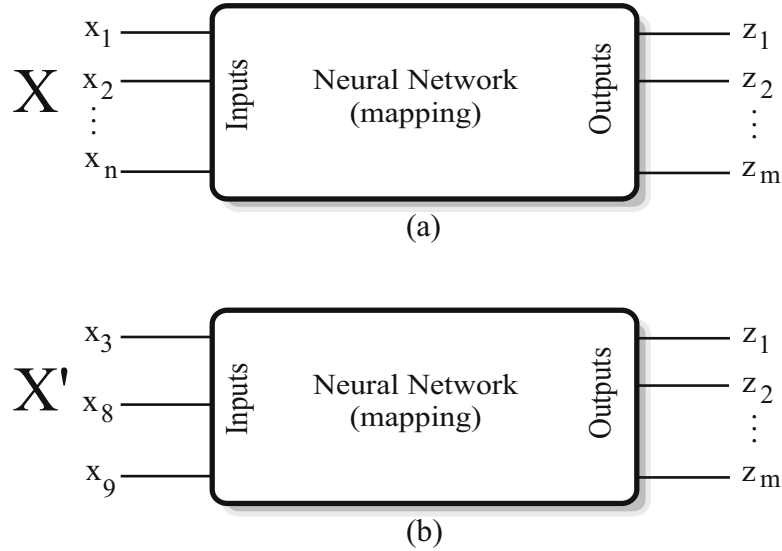 x1
x2
⋮
xn
X
Inputs
Neural Network
(mapping)
Outputs
z1
z2
⋮
zm
(a)
x3
x8
x9
X'
Inputs
Neural Network
(mapping)
Outputs
z1
z2
⋮
zm
(b)